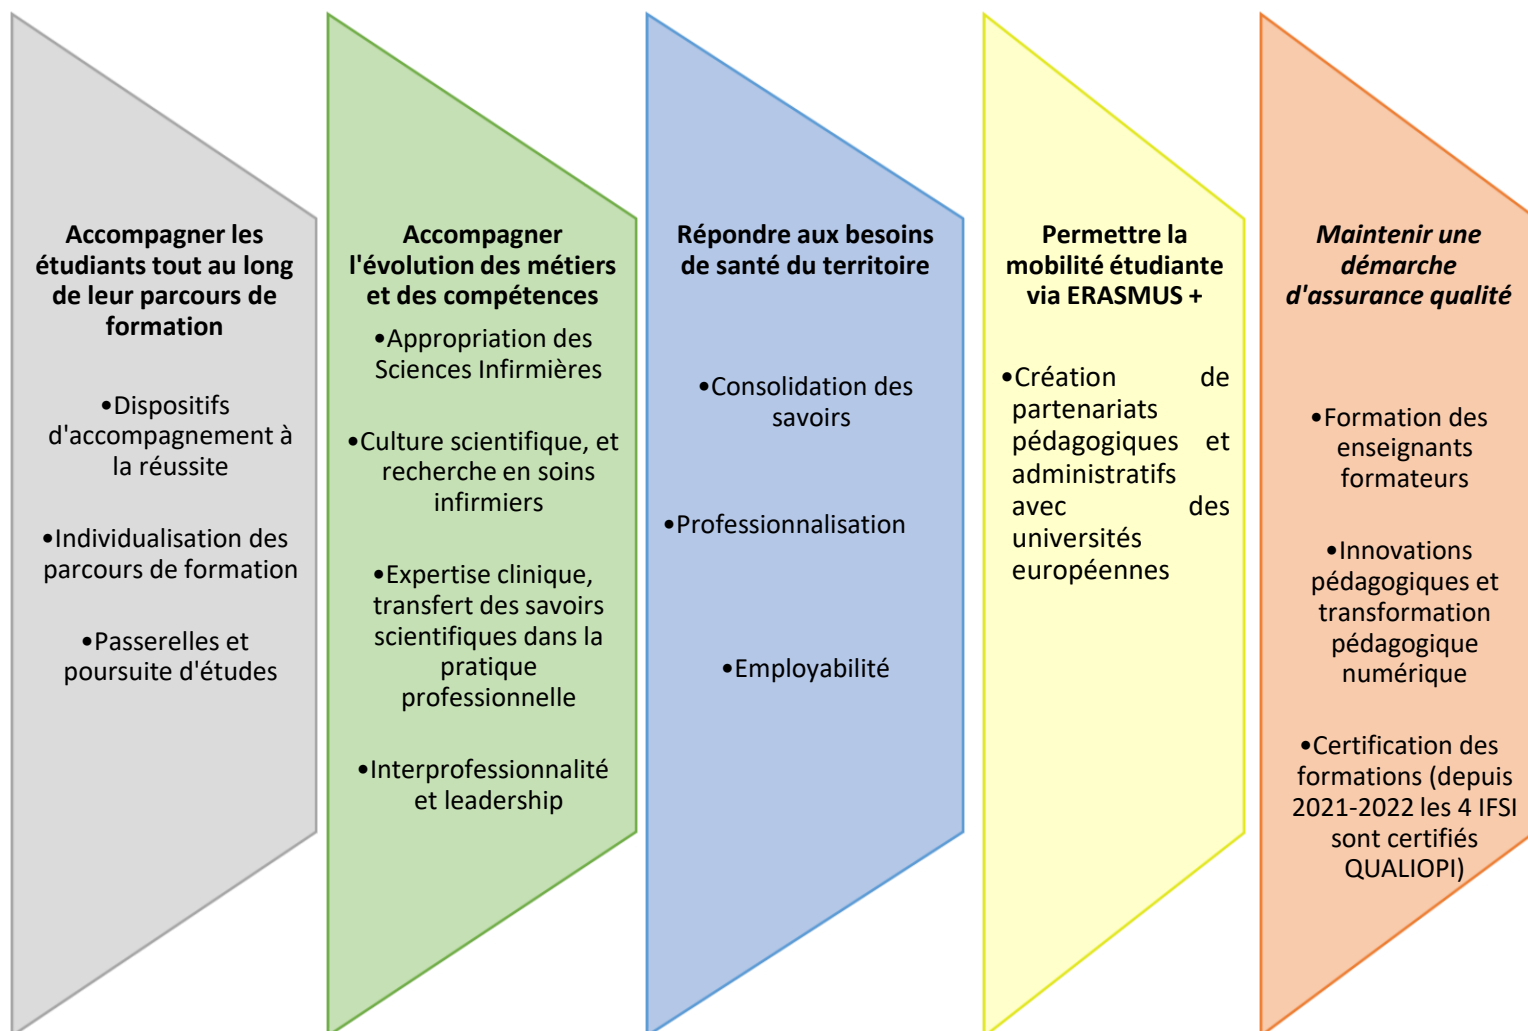 Accompagner les
étudiants tout au long
de leur parcours de
formation
•Dispositifs
d'accompagnement à
la réussite
•Individualisation des
parcours de formation
•Passerelles et
poursuite d'études
Accompagner
l'évolution des métiers
et des compétences
•Appropriation des
Sciences Infirmières
•Culture scientifique, et
recherche en soins
infirmiers
•Expertise clinique,
transfert des savoirs
scientifiques dans la
pratique
professionnelle
•Interprofessionnalité
et leadership
Répondre aux besoins
de santé du territoire
•Consolidation des
savoirs
•Professionnalisation
•Employabilité
Permettre la
mobilité étudiante
via ERASMUS +
•Création de
partenariats
pédagogiques et
administratifs
avec des
universités
européennes
Maintenir une
démarche
d'assurance qualité
•Formation des
enseignants
formateurs
•Innovations
pédagogiques et
transformation
pédagogique
numérique
•Certification des
formations (depuis
2021-2022 les 4 IFSI
sont certifiés
QUALIOPI)